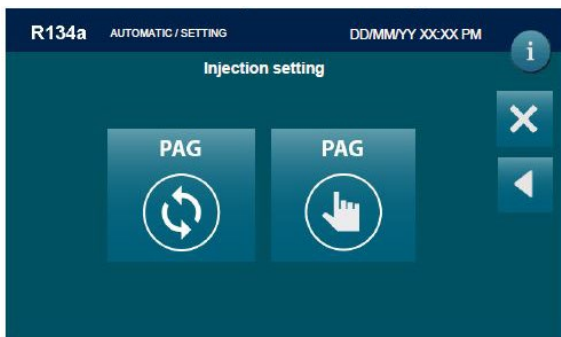 R134a AUTOMATIC / SETTING DD/MM/YY XX:XX PM
i
Injection setting
PAG PAG